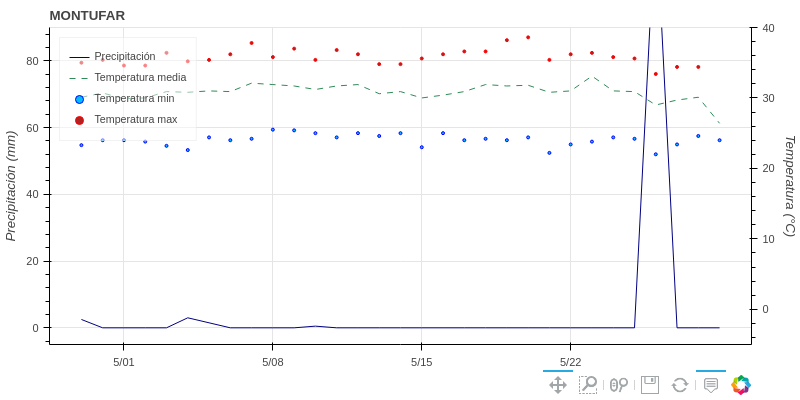 MONTUFAR
Precipitación
Temperatura media
Temperatura min
Temperatura max
Precipitación (mm)
80
60
40
20
0
Temperatura (°C)
40
30
20
10
0
5/01
5/08
5/15
5/22